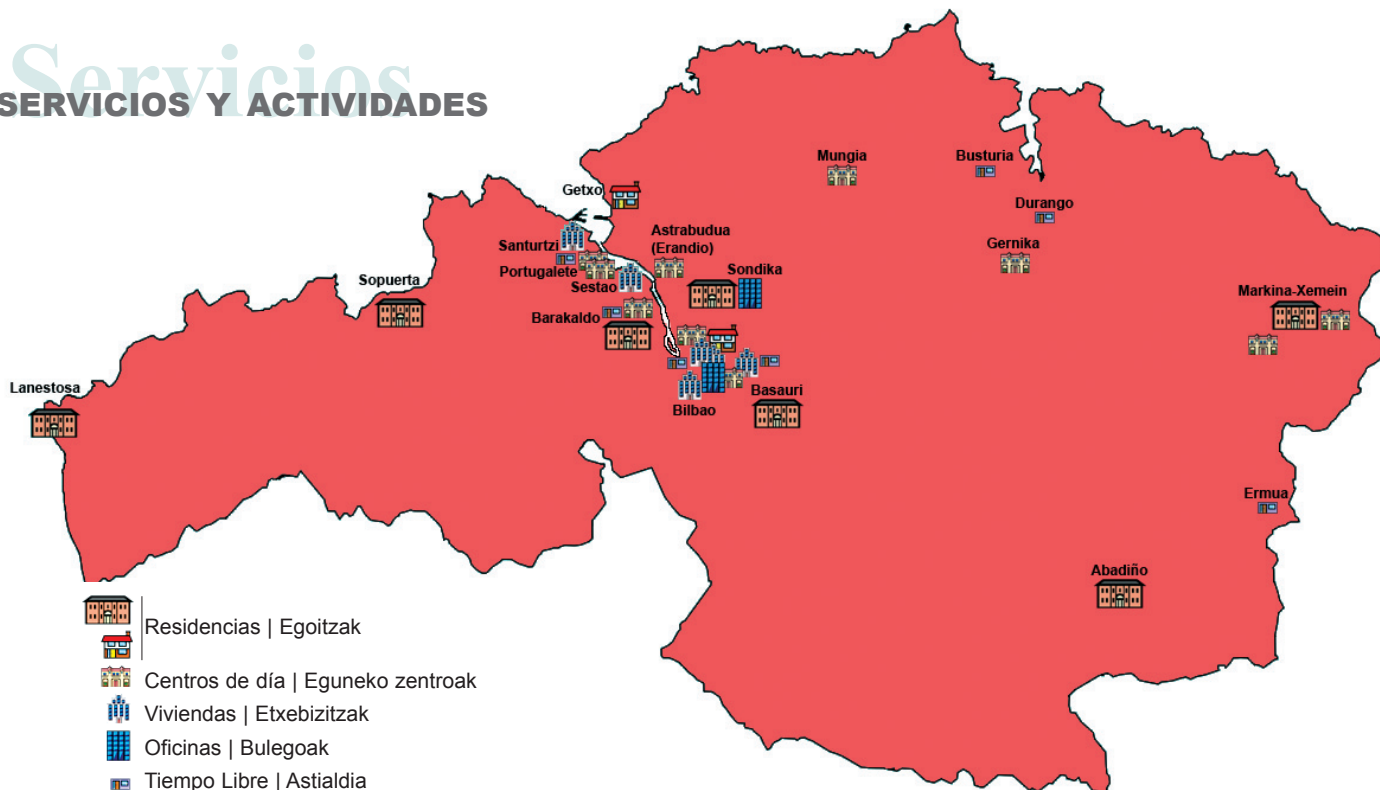 Servicios
SERVICIOS Y ACTIVIDADES
Mungia
Busturia
Getxo
Durango
Astrabudua
(Erandio)
Santurtzi
Gernika
Portugalete
Sondika
Sopuerta
Sestao
Markina-Xemein
Barakaldo
Lanestosa
Basauri
Bilbao
Ermua
Abadiño
Residencias | Egoitzak
Centros de día | Eguneko zentroak
Viviendas | Etxebizitzak
Oficinas | Bulegoak
Tiempo Libre | Astialdia